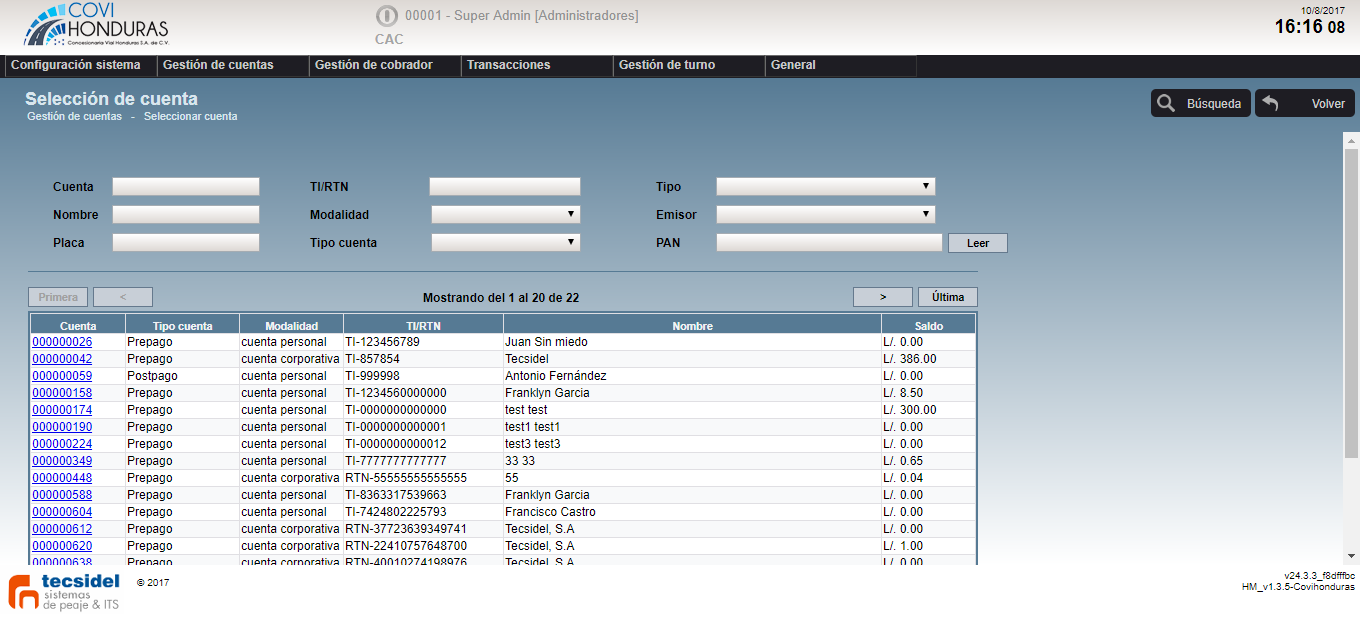 COVI
HONDURAS
Concesionaria Vial Honduras S.A. de C.V.
00001 - Super Admin [Administradores]
CAC
10/8/2017
16:16 08
Configuración sistema Gestión de cuentas Gestión de cobrador Transacciones Gestión de turno General
Selección de cuenta
Gestión de cuentas - Seleccionar cuenta
Búsqueda Volver
Cuenta TI/RTN Tipo
Nombre Modalidad Emisor
Placa Tipo cuenta PAN Leer
Primera < Mostrando del 1 al 20 de 22 > Última
Cuenta Tipo cuenta Modalidad TI/RTN Nombre Saldo
000000026 Prepago cuenta personal TI-123456789 Juan Sin miedo L/. 0.00
000000042 Prepago cuenta corporativa TI-857854 Tecsidel L/. 386.00
000000059 Postpago cuenta personal TI-999998 Antonio Fernández L/. 0.00
000000158 Prepago cuenta personal TI-1234560000000 Franklyn Garcia L/. 8.50
000000174 Prepago cuenta personal TI-0000000000000 test test L/. 300.00
000000190 Prepago cuenta personal TI-0000000000001 test1 test1 L/. 0.00
000000224 Prepago cuenta personal TI-0000000000012 test3 test3 L/. 0.00
000000349 Prepago cuenta personal TI-7777777777777 33 33 L/. 0.65
000000448 Prepago cuenta corporativa RTN-55555555555555 55 L/. 0.04
000000588 Prepago cuenta personal TI-8363317539663 Franklyn Garcia L/. 0.00
000000604 Prepago cuenta personal TI-7424802225793 Francisco Castro L/. 0.00
000000612 Prepago cuenta corporativa RTN-37723639349741 Tecsidel, S.A L/. 0.00
000000620 Prepago cuenta corporativa RTN-22410757648700 Tecsidel, S.A L/. 1.00
000000638 Prepago cuenta corporativa RTN-40010274198976 Tecsidel, S.A L/. 0.00
tecsidel © 2017
sistemas
de peaje & ITS
v24.3.3_f8dfffbc
HM_v1.3.5-Covihonduras